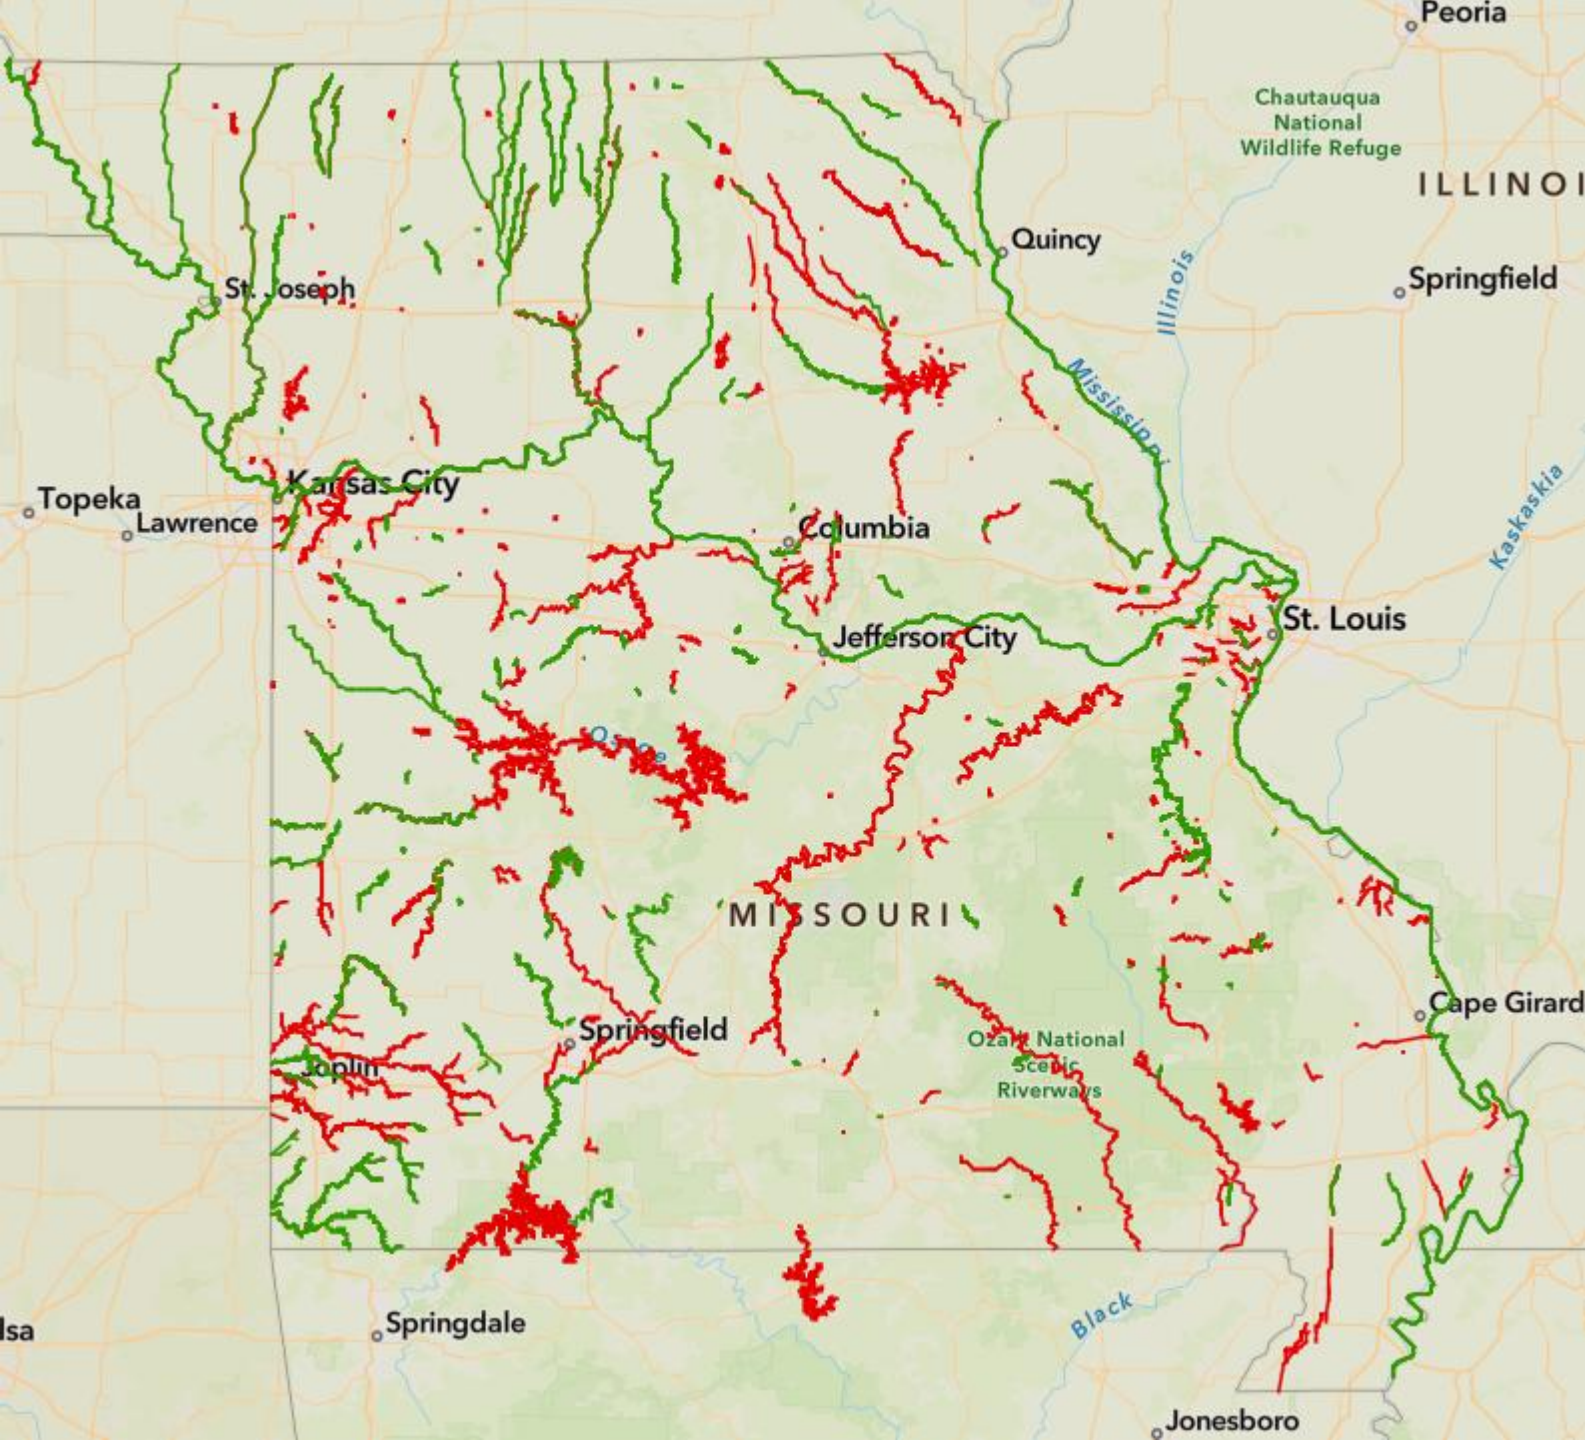 Peoria
Chautauqua
National
Wildlife Refuge
ILLINOI
Quincy
Illinois
Springfield
St. Joseph
Mississippi
Kansas City
Topeka
Lawrence
Columbia
Kaskaskia
St. Louis
Jefferson City
Osage
MISSOURI
Cape Girard
Springfield
Ozark National
Scenic
Riverways
Joplin
Black
Springdale
lsa
Jonesboro